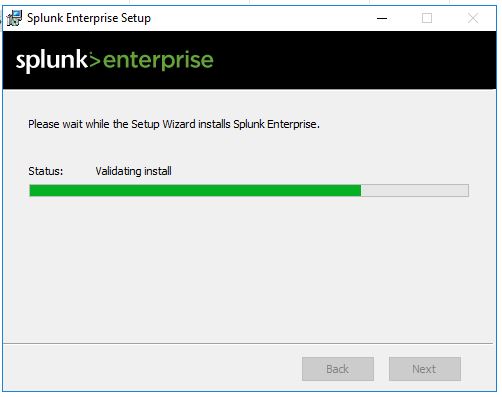 Splunk Enterprise Setup
splunk>enterprise
Please wait while the Setup Wizard installs Splunk Enterprise.
Status: Validating install
Back Next